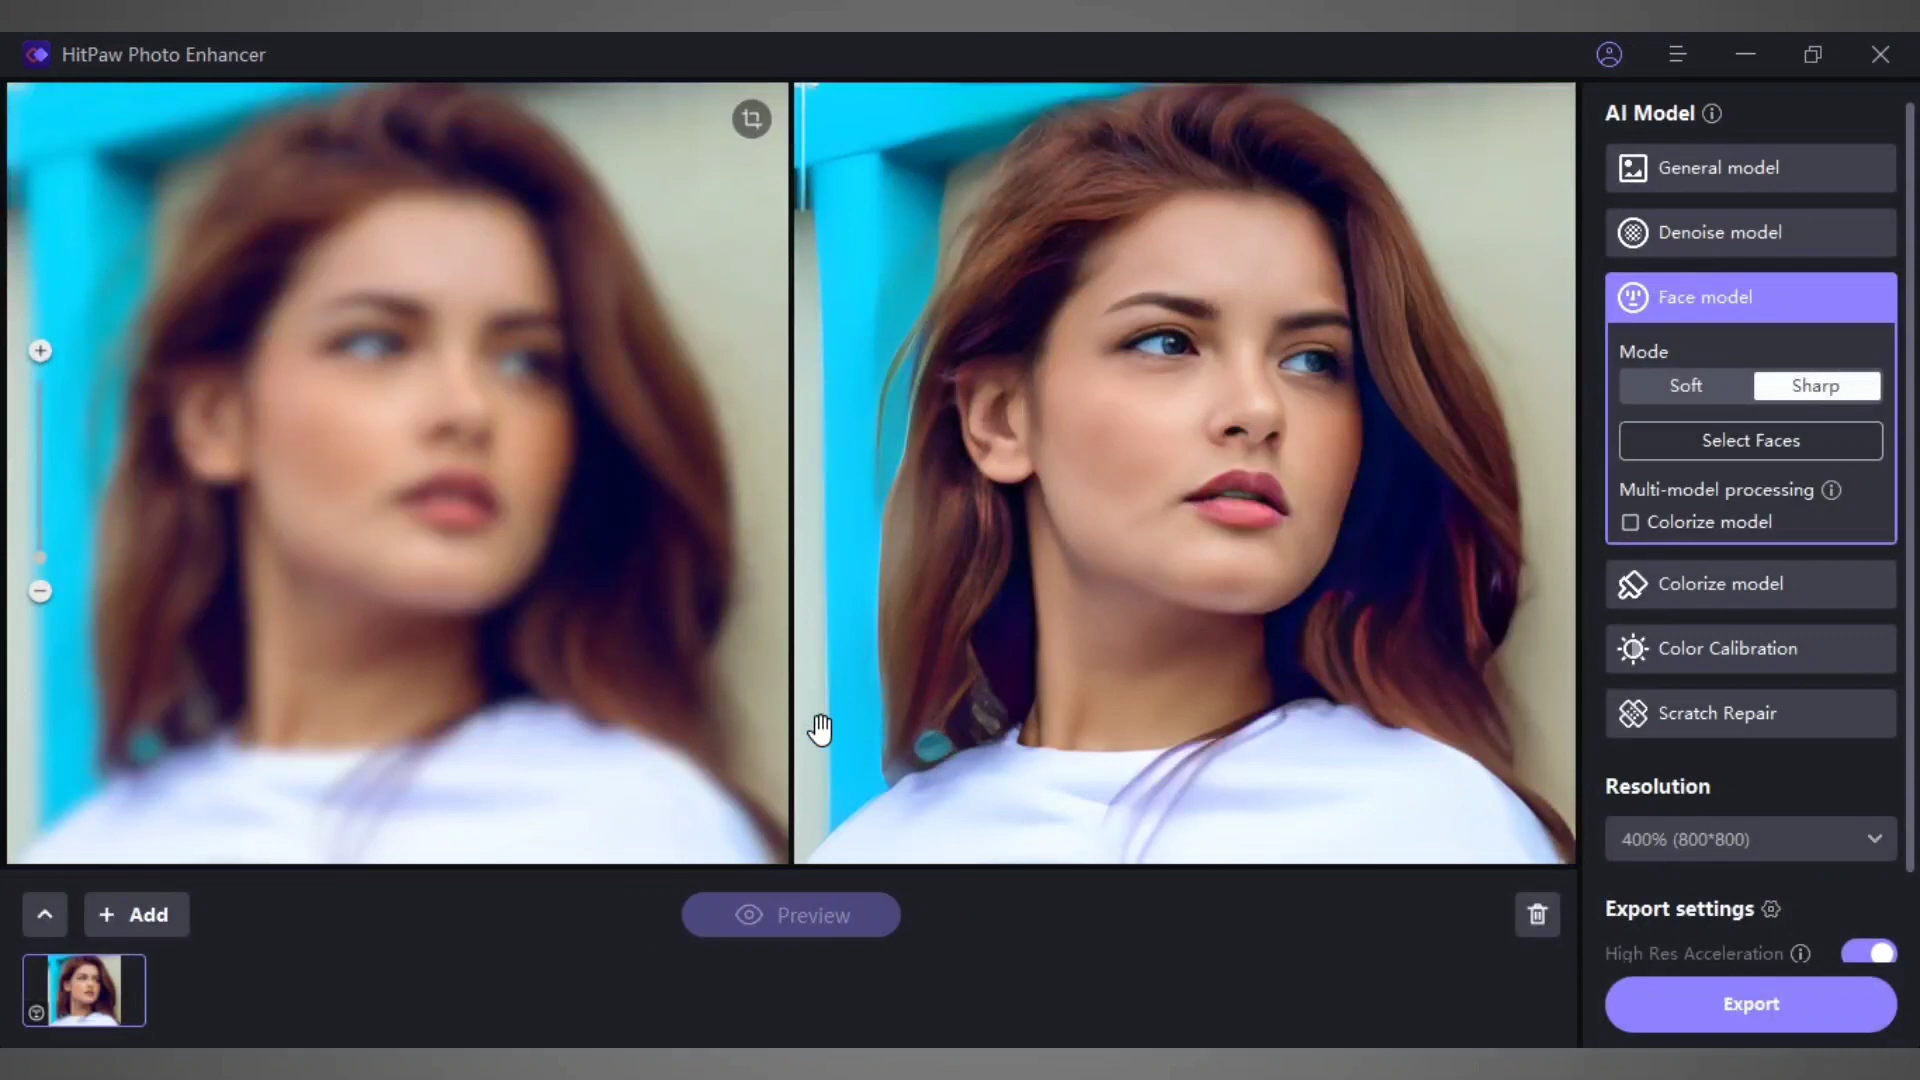 HitPaw Photo Enhancer
AI Model
General model
Denoise model
Face model
Mode
Soft Sharp
Select Faces
Multi-model processing
Colorize model
Colorize model
Color Calibration
Scratch Repair
Resolution
400% (800*800)
Export settings
High Res Acceleration
Export
+ Add
Preview